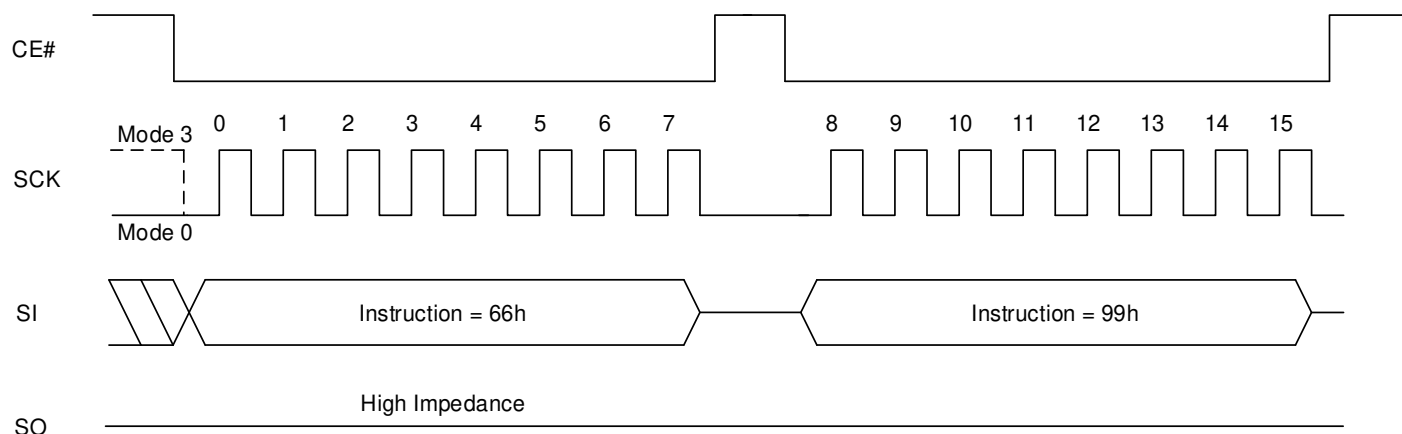 CE#
Mode 3
0 1 2 3 4 5 6 7 8 9 10 11 12 13 14 15
SCK
Mode 0
SI
Instruction = 66h
Instruction = 99h
High Impedance
SO